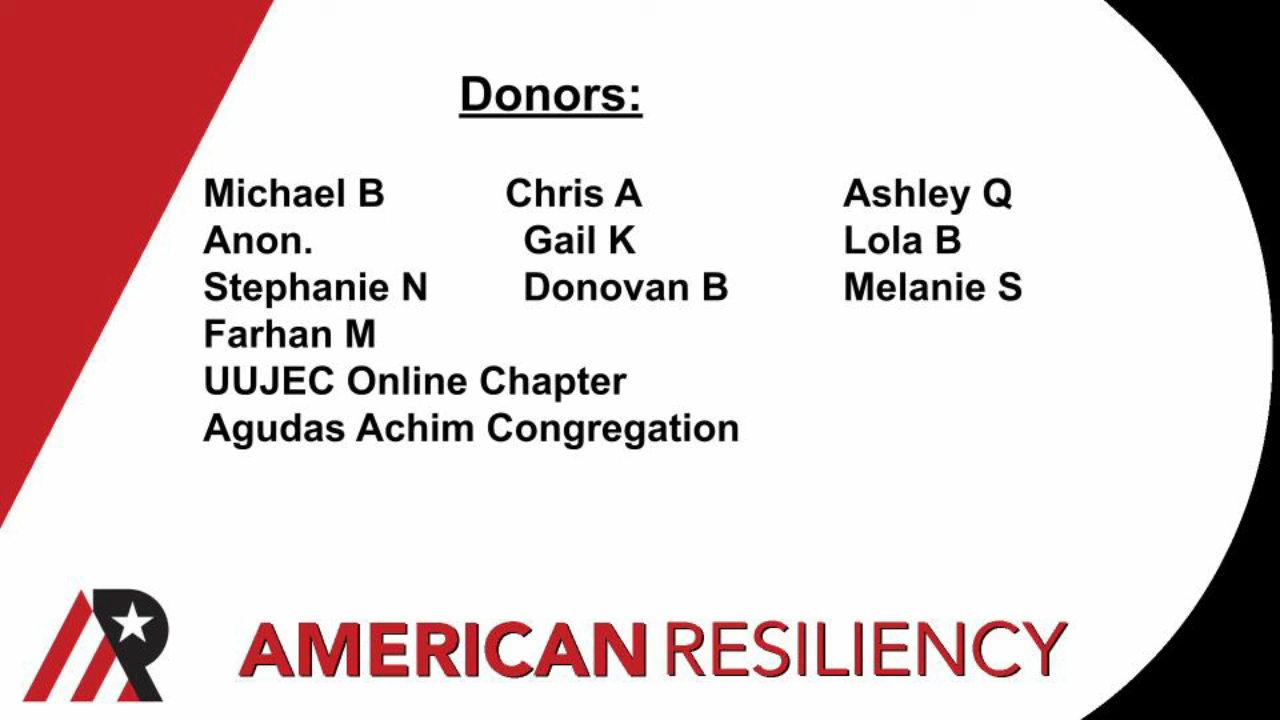 Donors:
Michael B Chris A Ashley Q
Anon. Gail K Lola B
Stephanie N Donovan B Melanie S
Farhan M
UUJEC Online Chapter
Agudas Achim Congregation
AR AMERICAN RESILIENCY